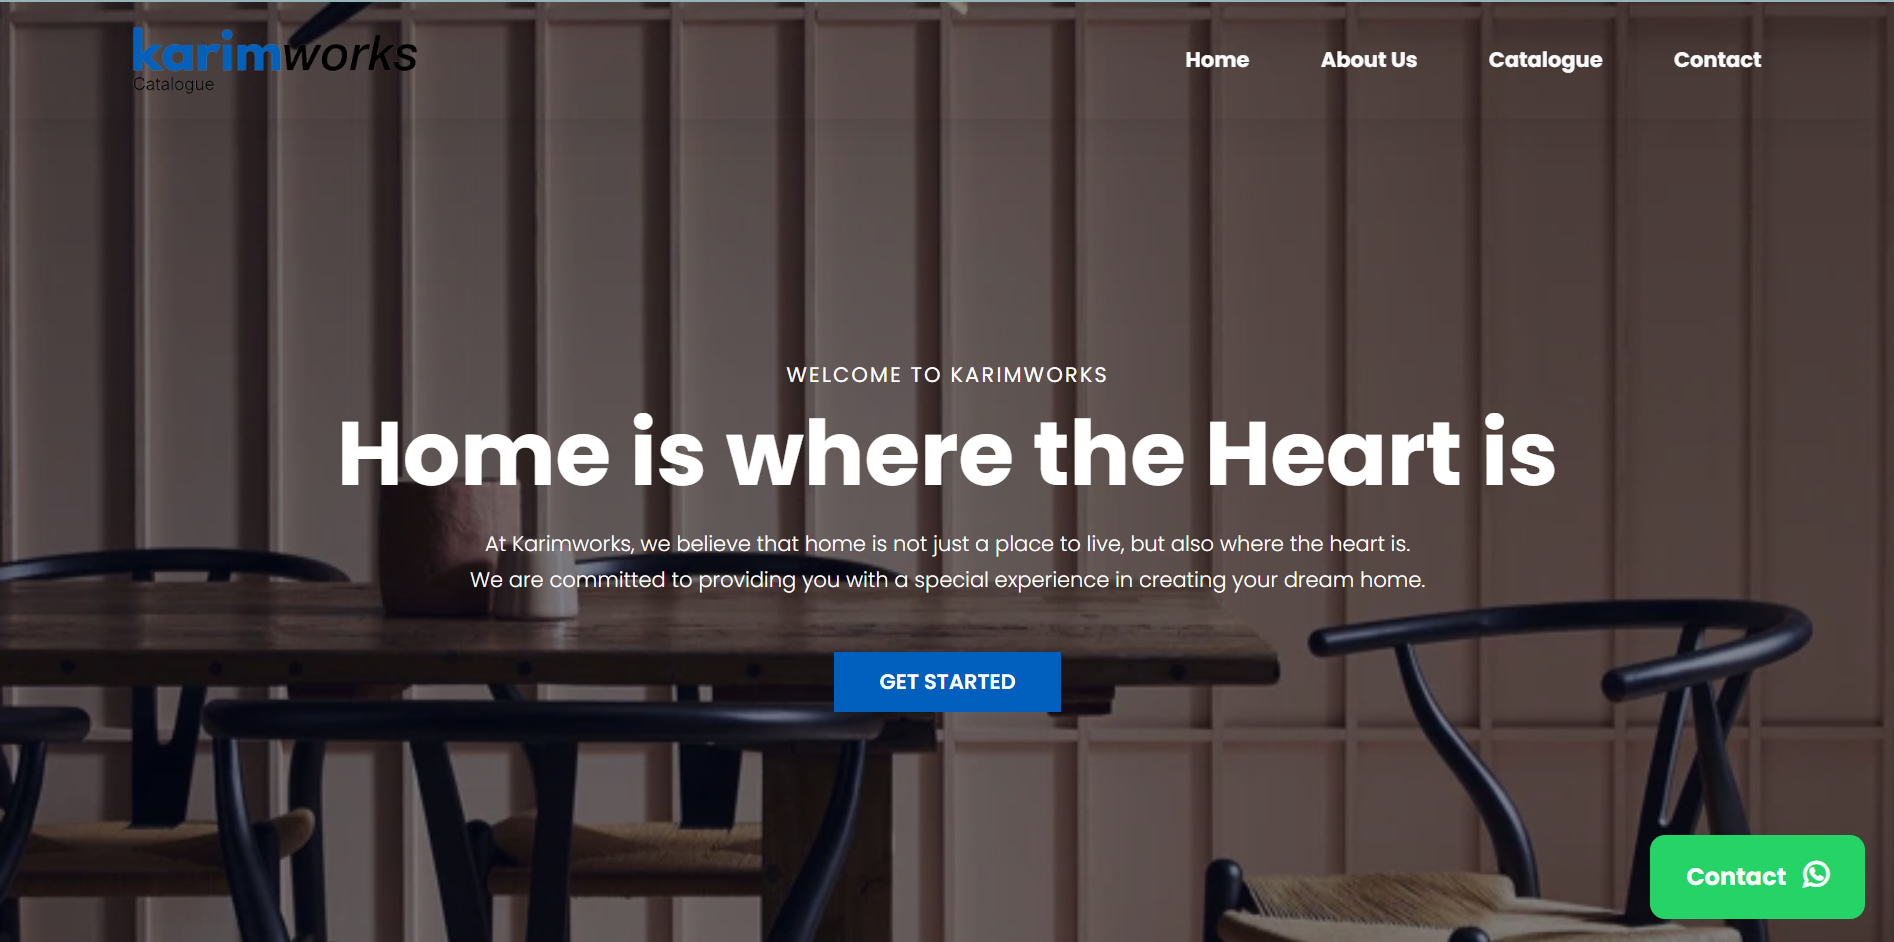 karimworks
Catalogue
Home
About Us
Catalogue
Contact
WELCOME TO KARIMWORKS
Home is where the Heart is
At Karimworks, we believe that home is not just a place to live, but also where the heart is.
We are committed to providing you with a special experience in creating your dream home.
GET STARTED
Contact